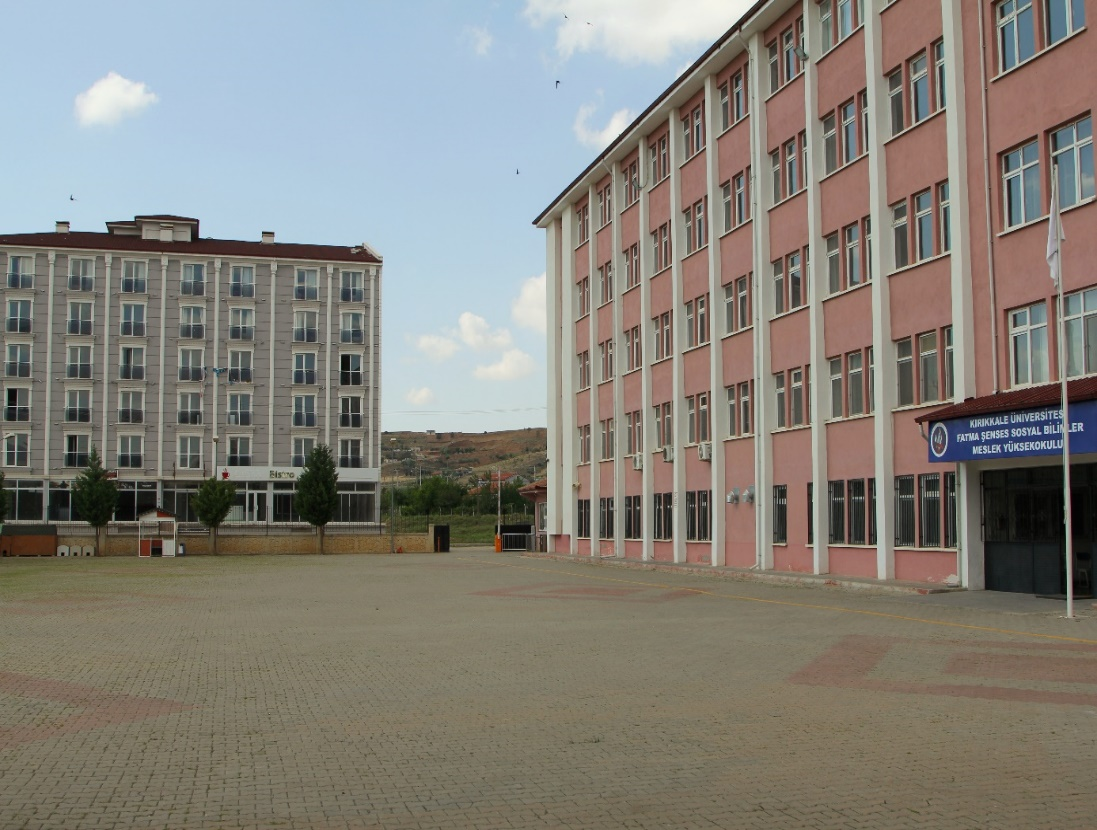 Bistro
KIRIKKALE ÜNİVERSİTESİ
FATMA ŞENSES SOSYAL BİLİMLER
MESLEK YÜKSEKOKULU